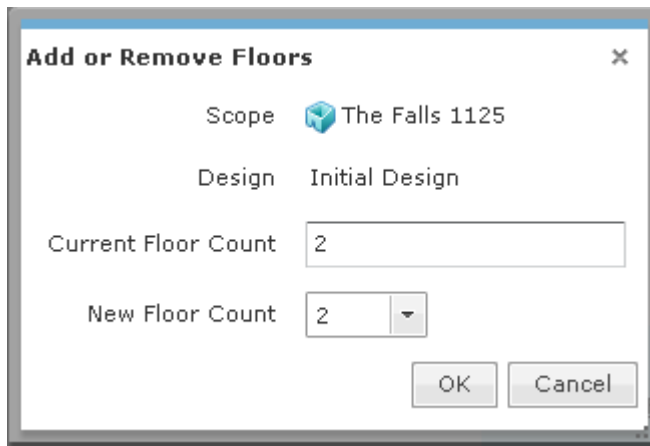 Add or Remove Floors
Scope The Falls 1125
Design Initial Design
Current Floor Count 2
New Floor Count 2
OK Cancel